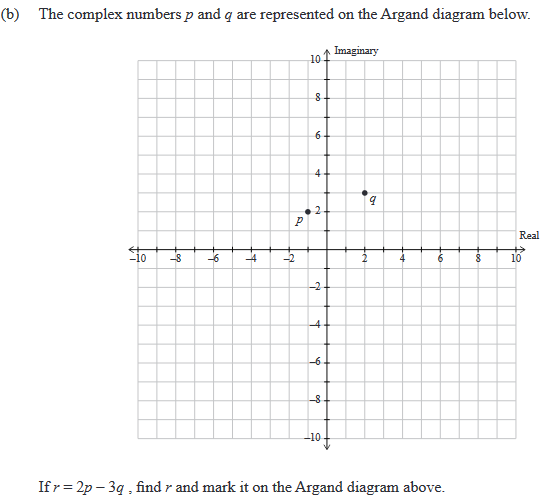 (b) The complex numbers p and q are represented on the Argand diagram below.
Imaginary
10
8
6
4
q
2
p
Real
–10 –8 –6 –4 –2 2 4 6 8 10
–2
–4
–6
–8
–10
If r = 2p – 3q , find r and mark it on the Argand diagram above.